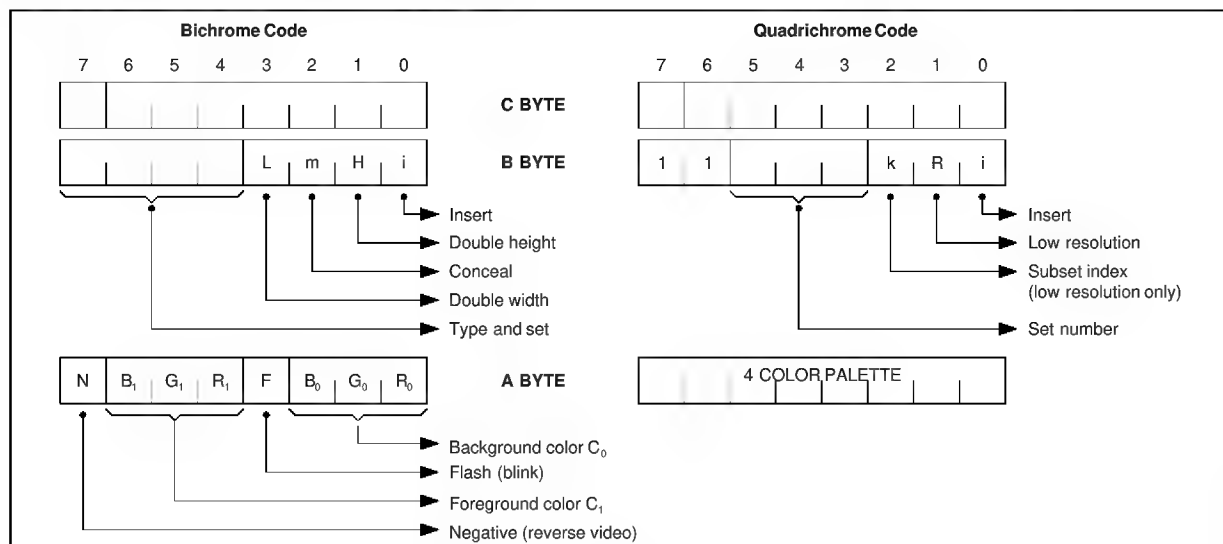 Bichrome Code Quadrichrome Code
7 6 5 4 3 2 1 0 7 6 5 4 3 2 1 0
C BYTE
L m H i B BYTE 1 1 k R i
Insert Insert
Double height Low resolution
Conceal Subset index
(low resolution only)
Double width
Type and set Set number
N B₁ G₁ R₁ F B₀ G₀ R₀ A BYTE 4 COLOR PALETTE
Background color C₀
Flash (blink)
Foreground color C₁
Negative (reverse video)